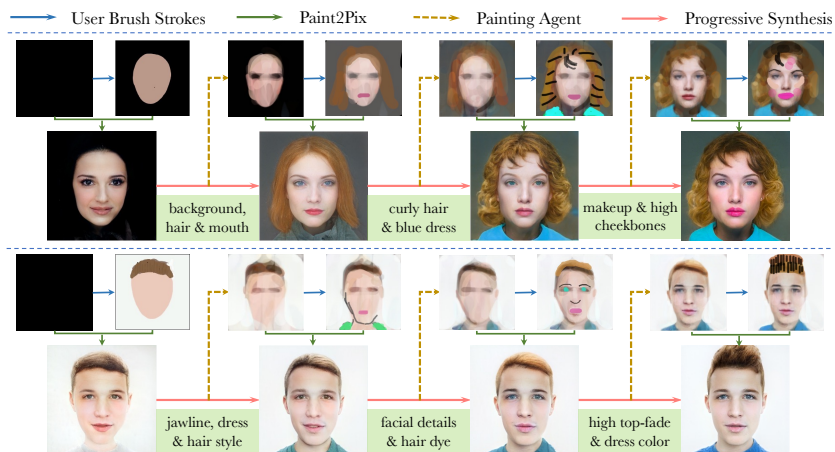 User Brush Strokes
Paint2Pix
Painting Agent
Progressive Synthesis
background,
hair & mouth
curly hair
& blue dress
makeup & high
cheekbones
jawline, dress
& hair style
facial details
& hair dye
high top-fade
& dress color